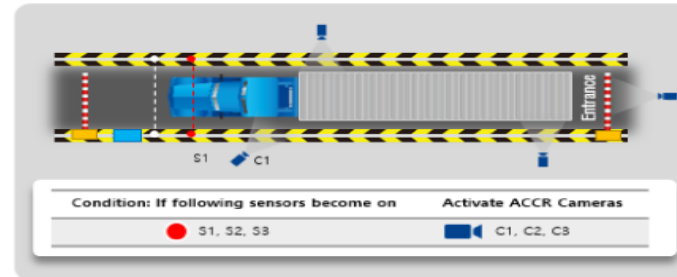 Entrance
S1
C1
Condition: If following sensors become on
Activate ACCR Cameras
S1, S2, S3
C1, C2, C3